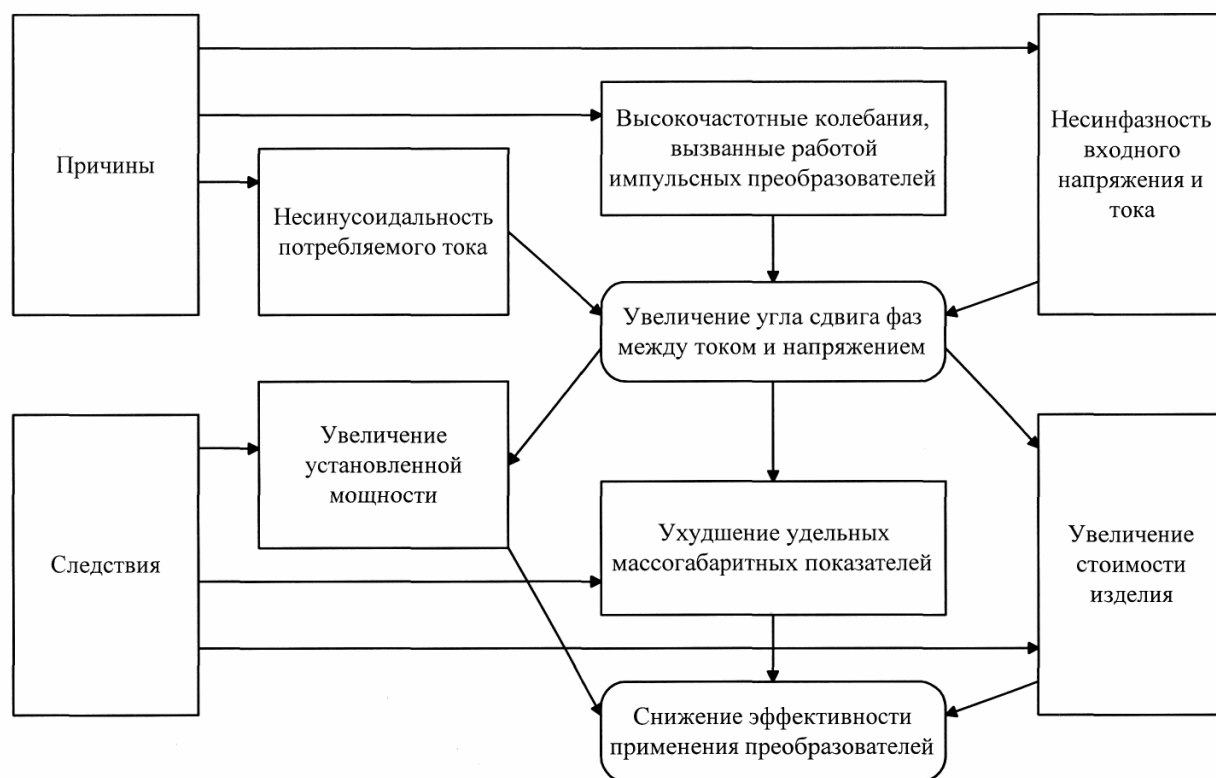 Причины
Несинусоидальность
потребляемого тока
Высокочастотные колебания,
вызванные работой
импульсных преобразователей
Несинфазность
входного
напряжения и
тока
Увеличение угла сдвига фаз
между током и напряжением
Следствия
Увеличение
установленной
мощности
Ухудшение удельных
массогабаритных показателей
Увеличение
стоимости
изделия
Снижение эффективности
применения преобразователей